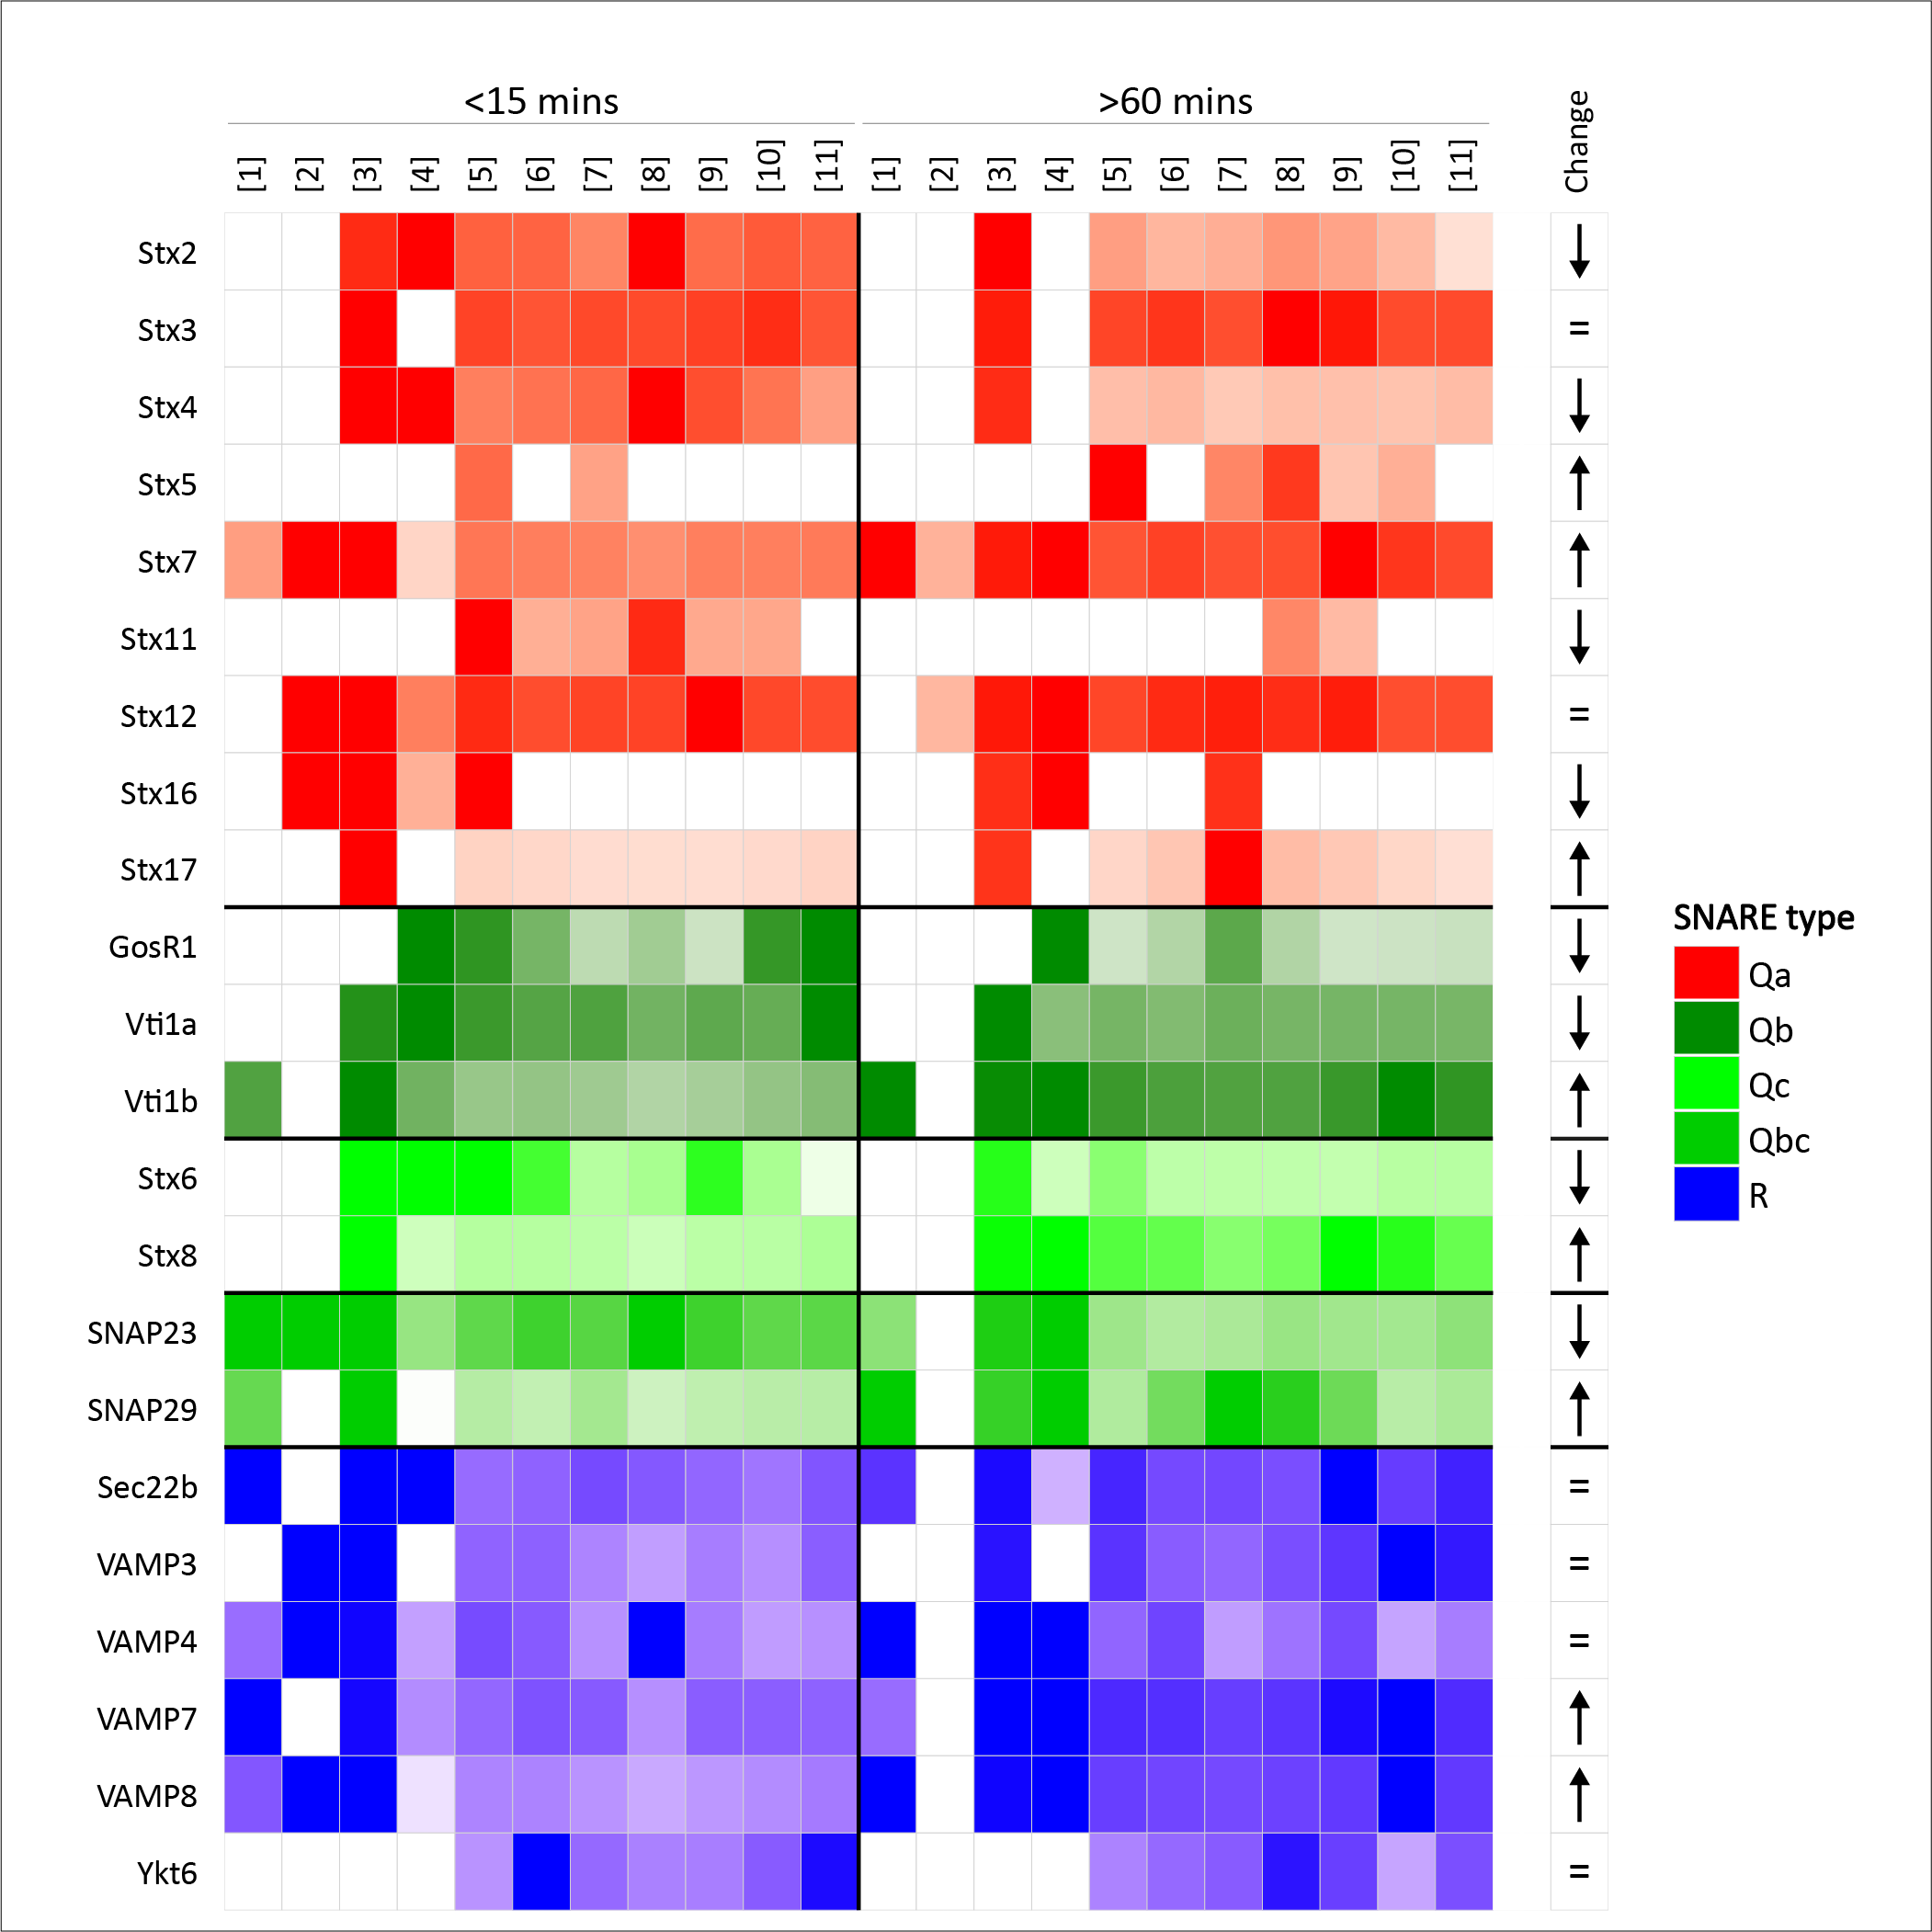 <15 mins >60 mins Change
[1] [2] [3] [4] [5] [6] [7] [8] [9] [10] [11] [1] [2] [3] [4] [5] [6] [7] [8] [9] [10] [11]
Stx2
Stx3 =
Stx4
Stx5
Stx7
Stx11
Stx12 =
Stx16
Stx17
GosR1
Vti1a
Vti1b
Stx6
Stx8
SNAP23
SNAP29
Sec22b =
VAMP3 =
VAMP4 =
VAMP7
VAMP8
Ykt6 =
SNARE type
Qa
Qb
Qc
Qbc
R